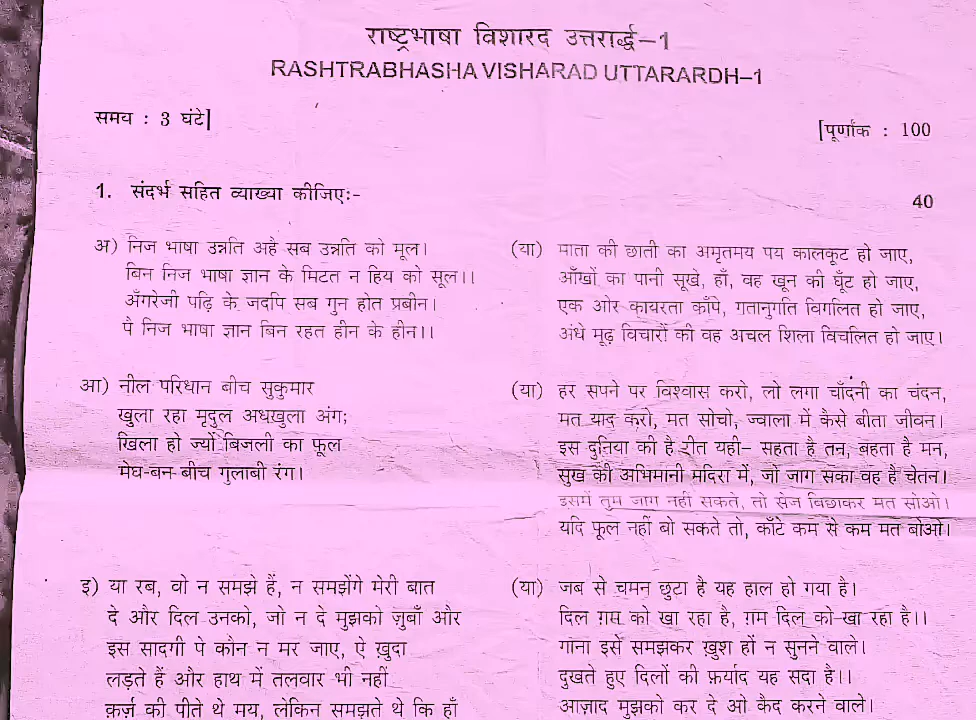 राष्ट्रभाषा विशारद उत्तरार्द्ध–1
RASHTRABHASHA VISHARAD UTTARARDH–1
समय : 3 घंटे]
[पूर्णांक : 100
1. संदर्भ सहित व्याख्या कीजिएः-
40
अ) निज भाषा उन्नति अहै सब उन्नति को मूल।
बिन निज भाषा ज्ञान के मिटत न हिय को सूल।।
अँगरेजी पढ़ि के जदपि सब गुन होत प्रबीन।
पै निज भाषा ज्ञान बिन रहत हीन के हीन।।
(या) माता की छाती का अमृतमय पय कालकूट हो जाए,
आँखों का पानी सूखे, हाँ, वह खून की घूँट हो जाए,
एक ओर कायरता काँपे, गतानुगति विगलित हो जाए,
अंधे मूढ़ विचारों की वह अचल शिला विचलित हो जाए।
आ) नील परिधान बीच सुकुमार
खुला रहा मृदुल अधखुला अंग;
खिला हो ज्यों बिजली का फूल
मेघ-बन बीच गुलाबी रंग।
(या) हर सपने पर विश्वास करो, लो लगा चाँदनी का चंदन,
मत याद करो, मत सोचो, ज्वाला में कैसे बीता जीवन।
इस दुनिया की है रीत यही– सहता है तन, बहता है मन,
सुख की अभिमानी मदिरा में, जो जाग सका वह है चेतन।
इसमें तुम जाग नहीं सकते, तो सेज बिछाकर मत सोओ।
यदि फूल नहीं बो सकते तो, काँटे कम से कम मत बोओ।
इ) या रब, वो न समझे हैं, न समझेंगे मेरी बात
दे और दिल उनको, जो न दे मुझको ज़ुबाँ और
इस सादगी पे कौन न मर जाए, ऐ ख़ुदा
लड़ते हैं और हाथ में तलवार भी नहीं
क़र्ज़ की पीते थे मय, लेकिन समझते थे कि हाँ
(या) जब से चमन छुटा है यह हाल हो गया है।
दिल ग़म को खा रहा है, ग़म दिल को खा रहा है।।
गाना इसे समझकर ख़ुश हों न सुनने वाले।
दुखते हुए दिलों की फ़र्याद यह सदा है।।
आज़ाद मुझको कर दे ओ कैद करने वाले।